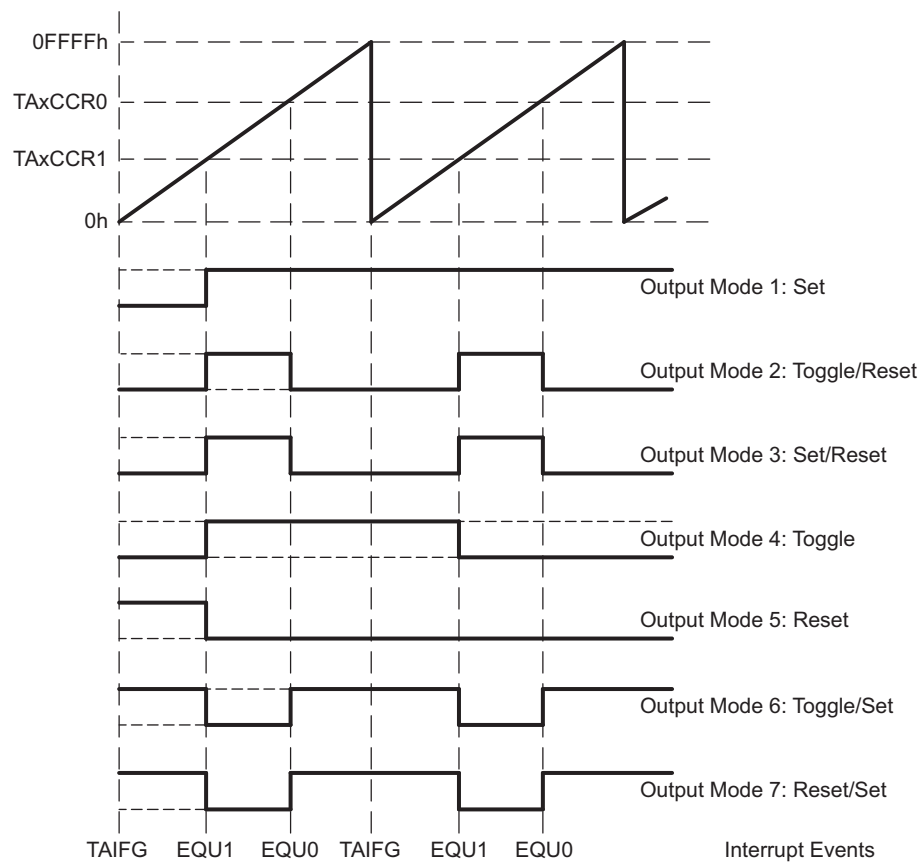 0FFFFh
TAxCCR0
TAxCCR1
0h
Output Mode 1: Set
Output Mode 2: Toggle/Reset
Output Mode 3: Set/Reset
Output Mode 4: Toggle
Output Mode 5: Reset
Output Mode 6: Toggle/Set
Output Mode 7: Reset/Set
TAIFG EQU1 EQU0 TAIFG EQU1 EQU0 Interrupt Events